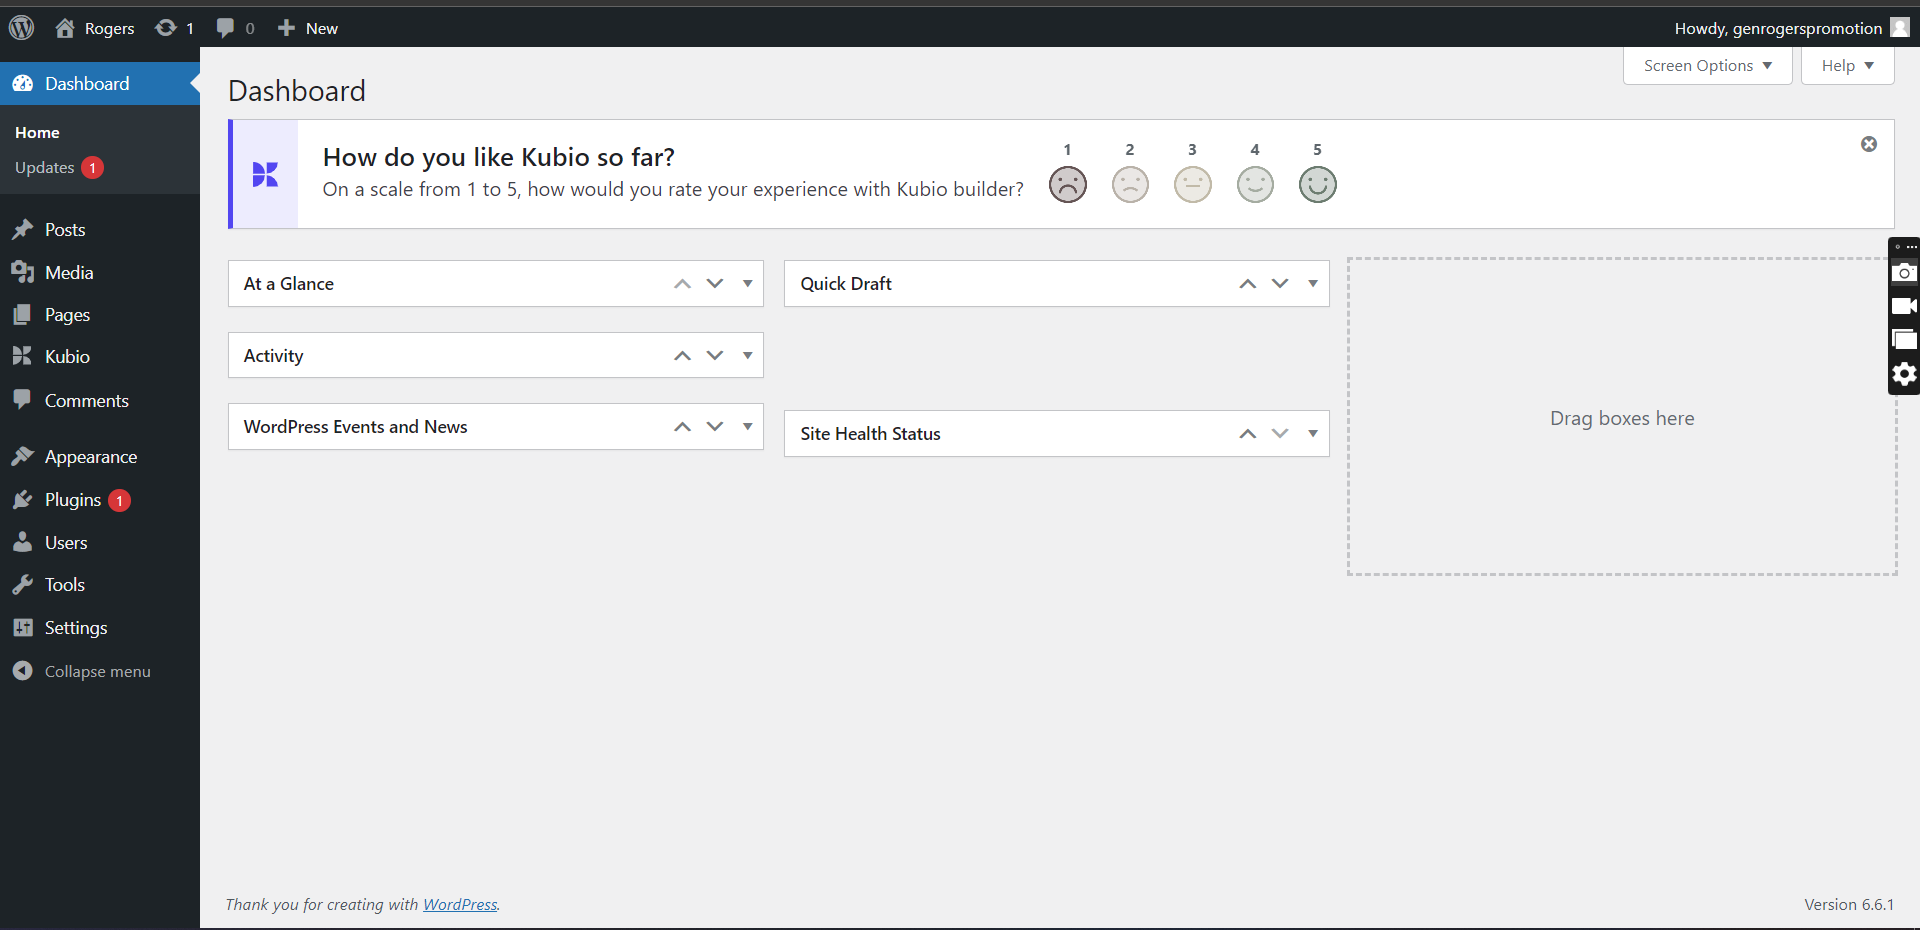 Rogers 1 0 New Howdy, genrogerspromotion
Dashboard
Home
Updates 1
Posts
Media
Pages
Kubio
Comments
Appearance
Plugins 1
Users
Tools
Settings
Collapse menu
Screen Options Help
Dashboard
How do you like Kubio so far?
On a scale from 1 to 5, how would you rate your experience with Kubio builder?
1 2 3 4 5
At a Glance
Activity
WordPress Events and News
Quick Draft
Site Health Status
Drag boxes here
Thank you for creating with WordPress.
Version 6.6.1